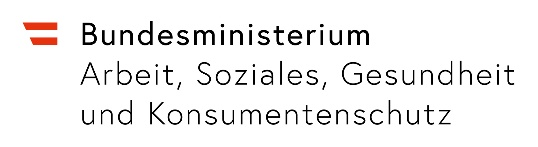 Bundesministerium
Arbeit, Soziales, Gesundheit
und Konsumentenschutz